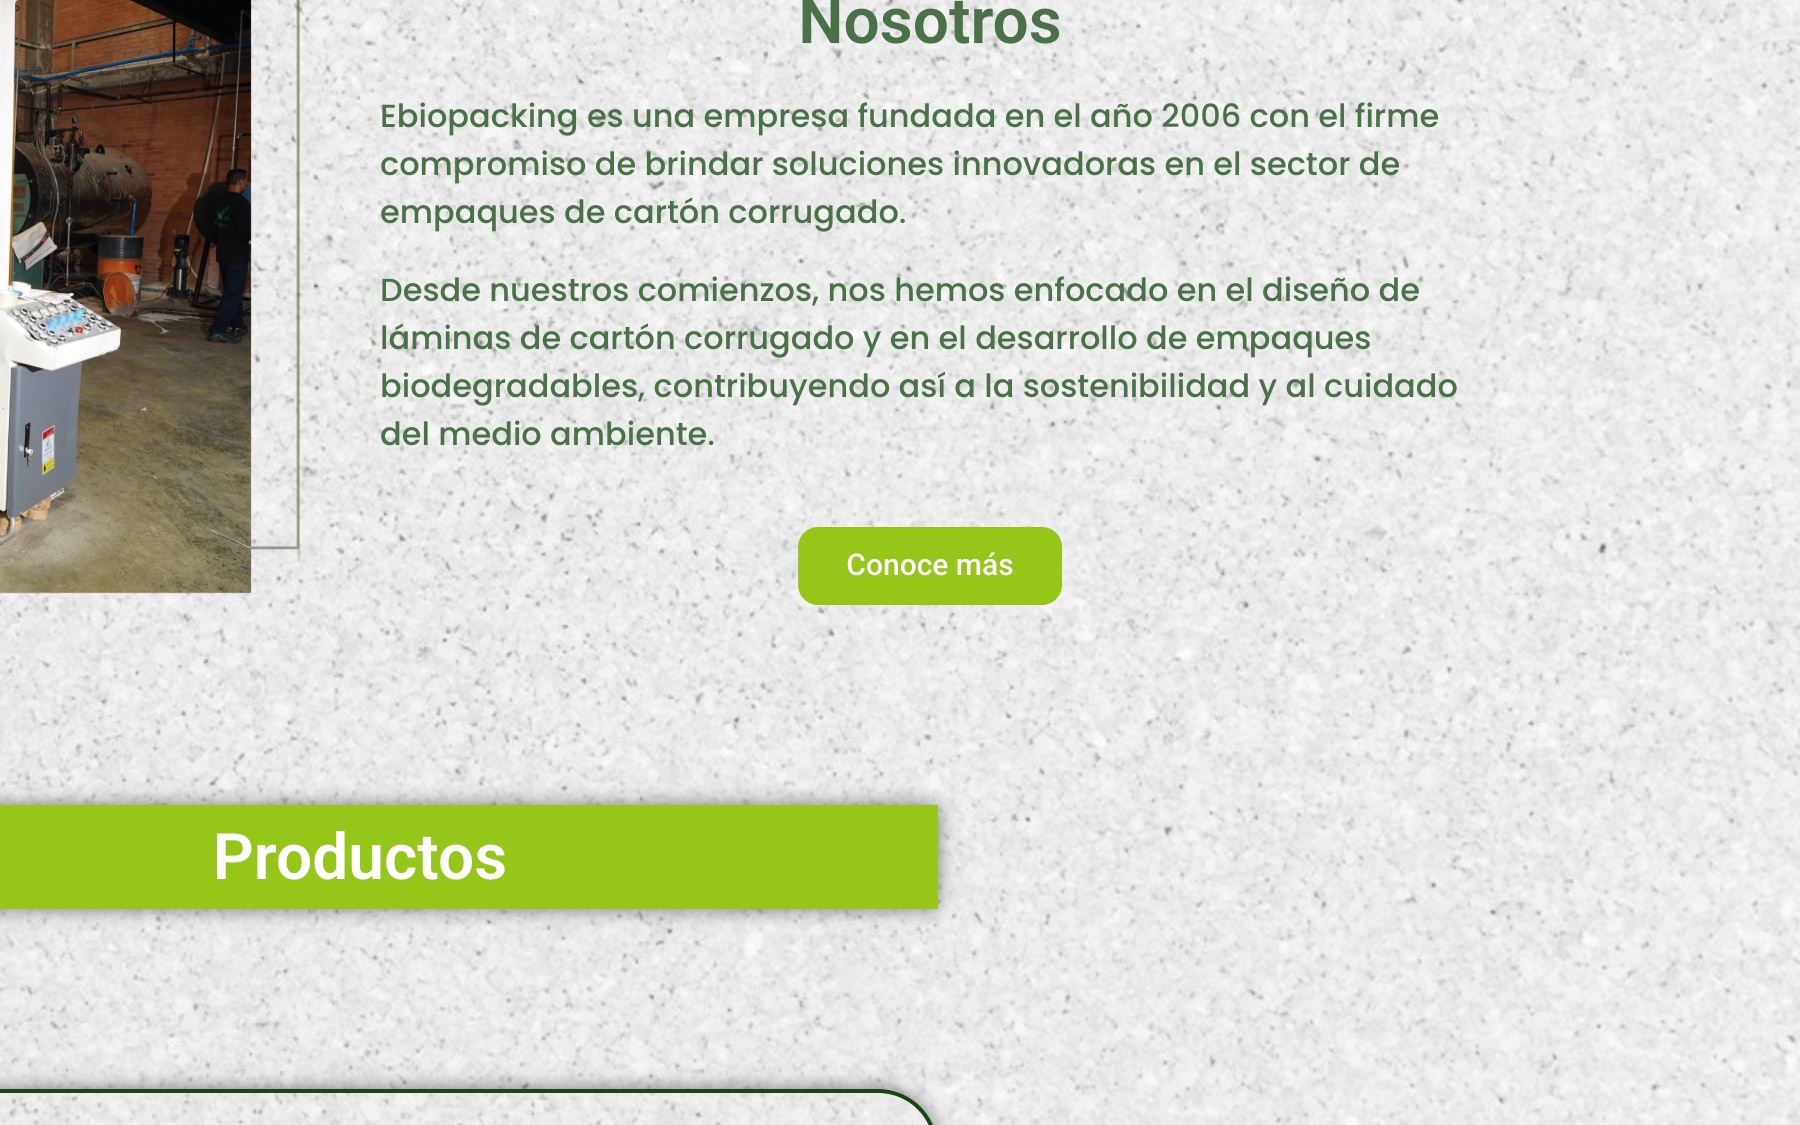 Nosotros
Ebiopacking es una empresa fundada en el año 2006 con el firme
compromiso de brindar soluciones innovadoras en el sector de
empaques de cartón corrugado.
Desde nuestros comienzos, nos hemos enfocado en el diseño de
láminas de cartón corrugado y en el desarrollo de empaques
biodegradables, contribuyendo así a la sostenibilidad y al cuidado
del medio ambiente.
Conoce más
Productos